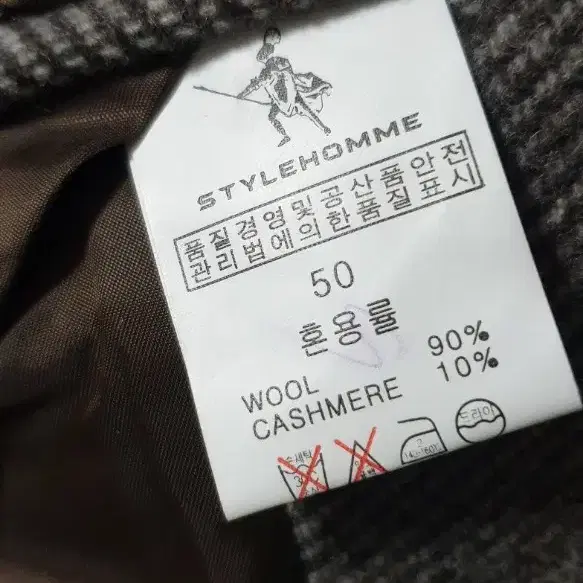 STYLEHOMME
품질경영및공산품안전
관리법에의한품질표시
50
혼용률
WOOL 90%
CASHMERE 10%
드라이